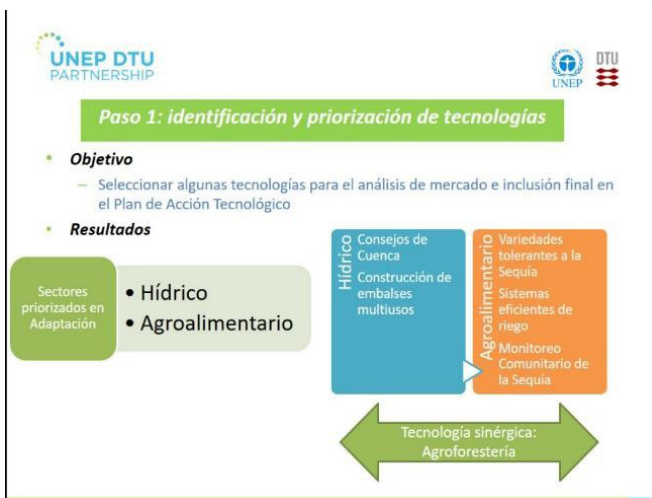 UNEP DTU
PARTNERSHIP
UNEP
DTU
Paso 1: identificación y priorización de tecnologías
• Objetivo
– Seleccionar algunas tecnologías para el análisis de mercado e inclusión final en
el Plan de Acción Tecnológico
• Resultados
Sectores
priorizados en
Adaptación
• Hídrico
• Agroalimentario
Hídrico
Consejos de
Cuenca
Construcción de
embalses
multiusos
Agroalimentario
Variedades
tolerantes a la
Sequía
Sistemas
eficientes de
riego
Monitoreo
Comunitario de
la Sequía
Tecnología sinérgica:
Agroforestería